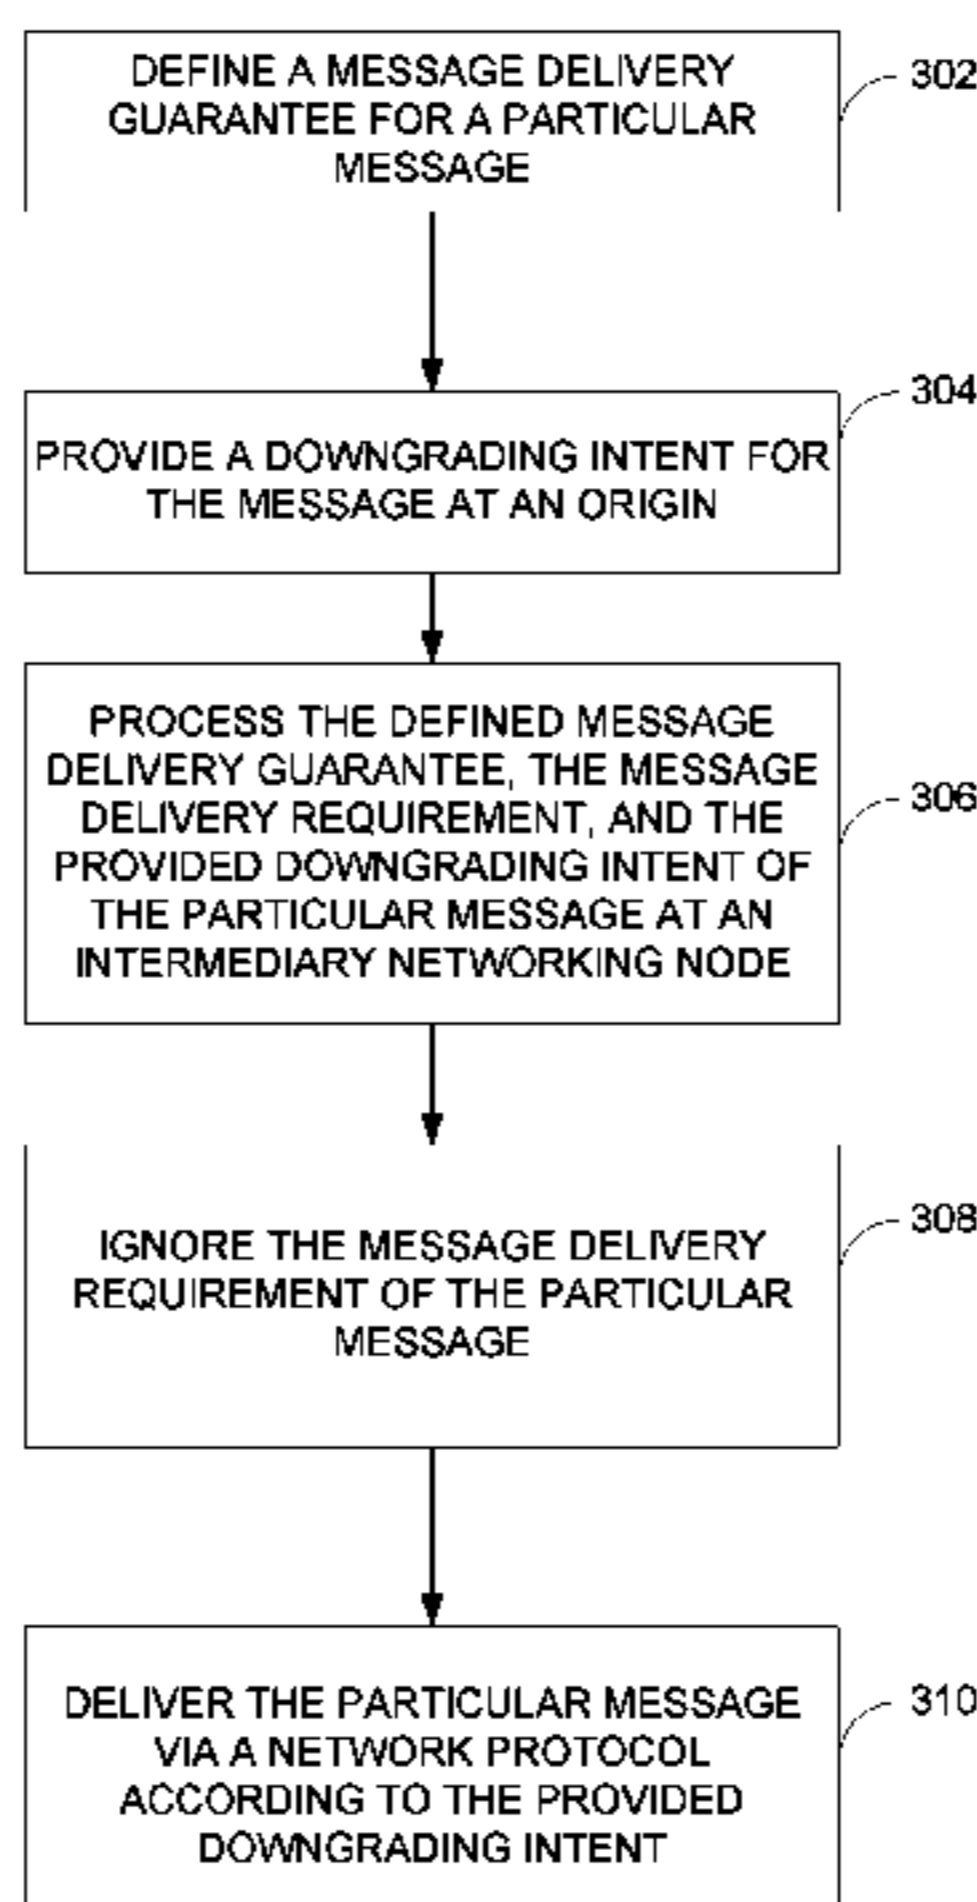 DEFINE A MESSAGE DELIVERY
GUARANTEE FOR A PARTICULAR
MESSAGE
302
PROVIDE A DOWNGRADING INTENT FOR
THE MESSAGE AT AN ORIGIN
304
PROCESS THE DEFINED MESSAGE
DELIVERY GUARANTEE, THE MESSAGE
DELIVERY REQUIREMENT, AND THE
PROVIDED DOWNGRADING INTENT OF
THE PARTICULAR MESSAGE AT AN
INTERMEDIARY NETWORKING NODE
306
IGNORE THE MESSAGE DELIVERY
REQUIREMENT OF THE PARTICULAR
MESSAGE
308
DELIVER THE PARTICULAR MESSAGE
VIA A NETWORK PROTOCOL
ACCORDING TO THE PROVIDED
DOWNGRADING INTENT
310